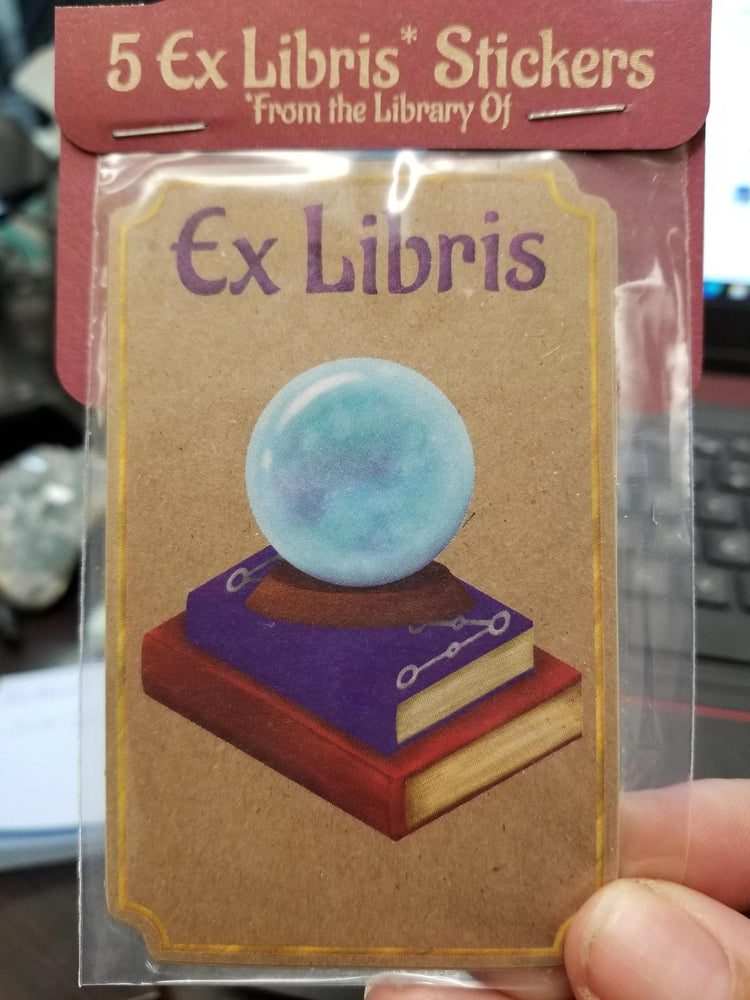 5 Ex Libris* Stickers
*From the Library Of
Ex Libris